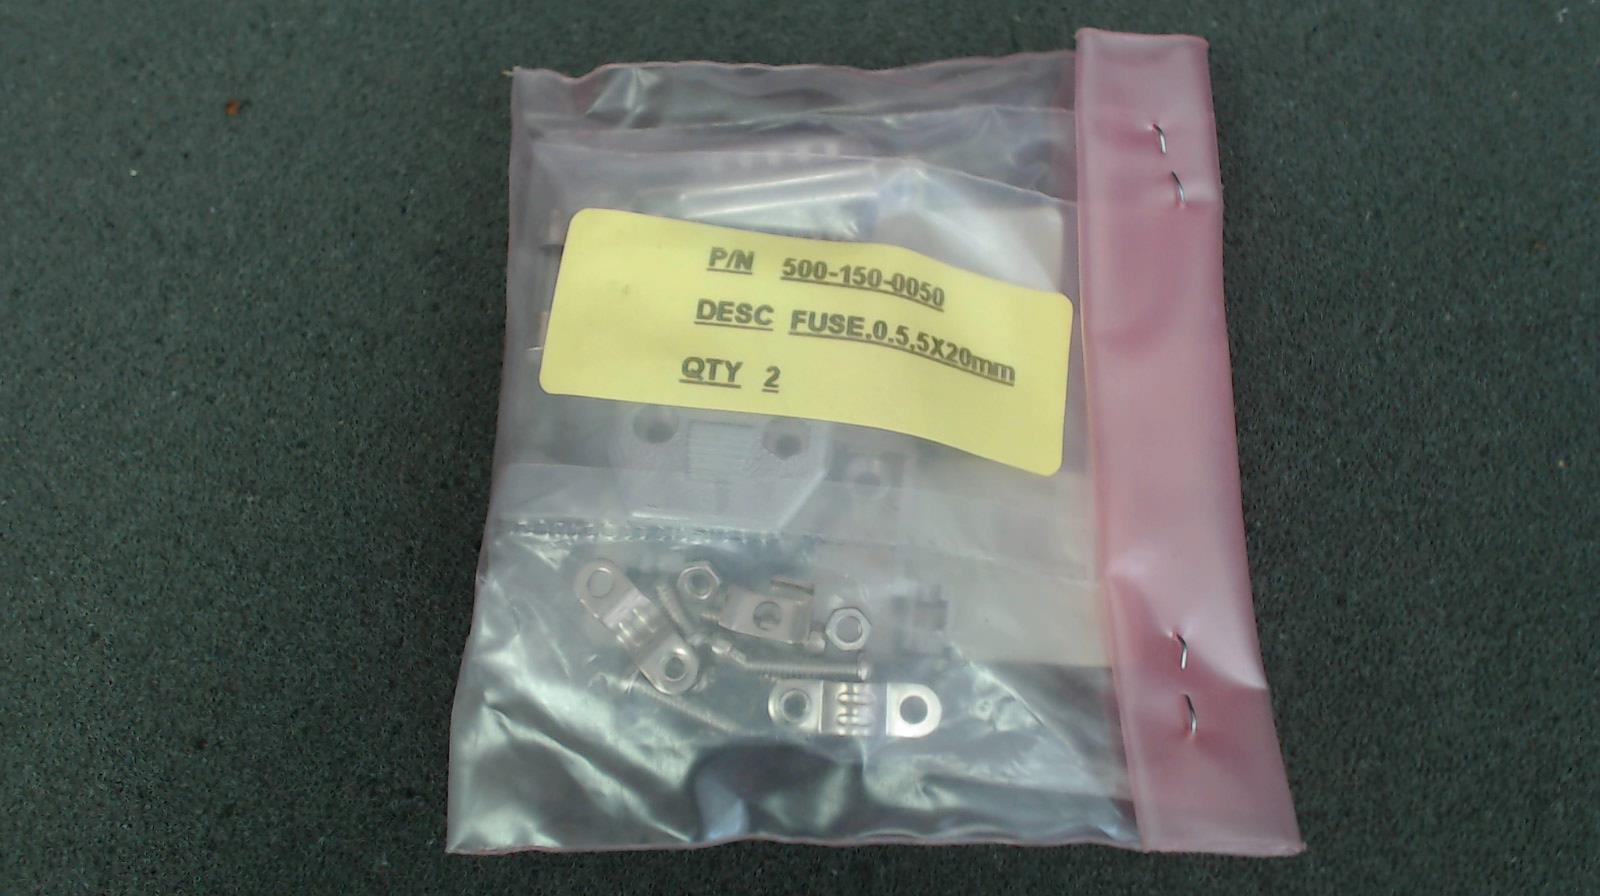 P/N 500-150-0050
DESC FUSE,0.5,5X20mm
QTY 2